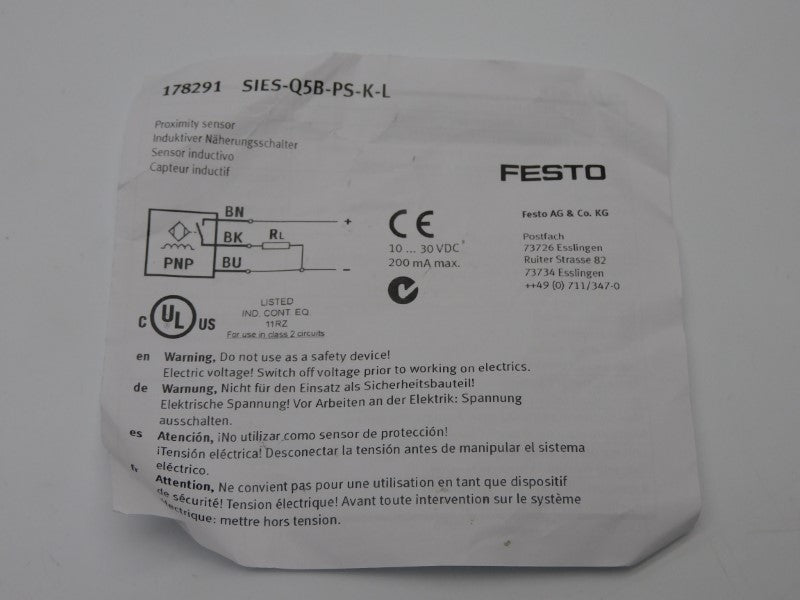 178291 SIES-Q5B-PS-K-L
Proximity sensor
Induktiver Näherungsschalter
Sensor inductivo
Capteur inductif
FESTO
BN
+
BK
RL
BU
−
PNP
CE
10 ... 30 VDC
200 mA max.
Festo AG & Co. KG
Postfach
73726 Esslingen
Ruiter Strasse 82
73734 Esslingen
++49 (0) 711/347-0
C UL US
LISTED
IND. CONT. EQ.
11RZ
For use in class 2 circuits
en Warning, Do not use as a safety device!
Electric voltage! Switch off voltage prior to working on electrics.
de Warnung, Nicht für den Einsatz als Sicherheitsbauteil!
Elektrische Spannung! Vor Arbeiten an der Elektrik: Spannung
ausschalten.
es Atención, ¡No utilizar como sensor de protección!
¡Tensión eléctrica! Desconectar la tensión antes de manipular el sistema
eléctrico.
fr Attention, Ne convient pas pour une utilisation en tant que dispositif
de sécurité! Tension électrique! Avant toute intervention sur le système
électrique: mettre hors tension.